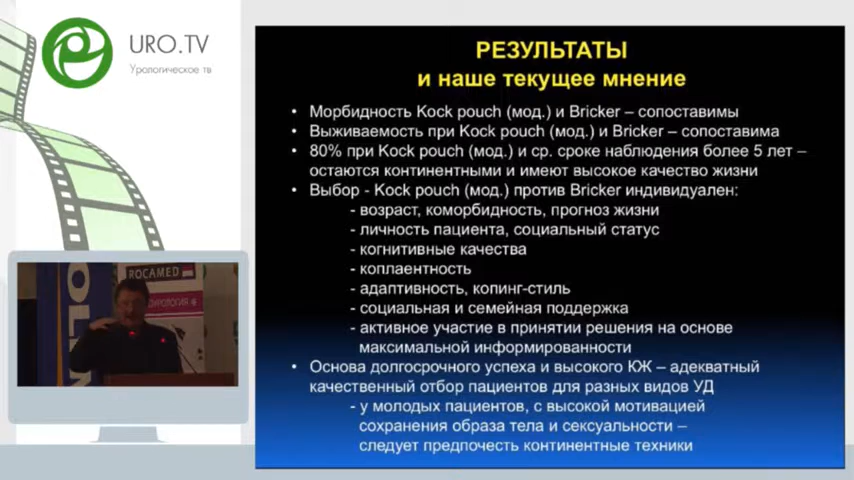 URO.TV
Урологическое тв
РЕЗУЛЬТАТЫ
и наше текущее мнение
• Морбидность Kock pouch (мод.) и Bricker – сопоставимы
• Выживаемость при Kock pouch (мод.) и Bricker – сопоставима
• 80% при Kock pouch (мод.) и ср. сроке наблюдения более 5 лет –
остаются континентными и имеют высокое качество жизни
• Выбор - Kock pouch (мод.) против Bricker индивидуален:
- возраст, коморбидность, прогноз жизни
- личность пациента, социальный статус
- когнитивные качества
- коплаентность
- адаптивность, копинг-стиль
- социальная и семейная поддержка
- активное участие в принятии решения на основе
максимальной информированности
• Основа долгосрочного успеха и высокого КЖ – адекватный
качественный отбор пациентов для разных видов УД
- у молодых пациентов, с высокой мотивацией
сохранения образа тела и сексуальности –
следует предпочесть континентные техники
ROCAMED